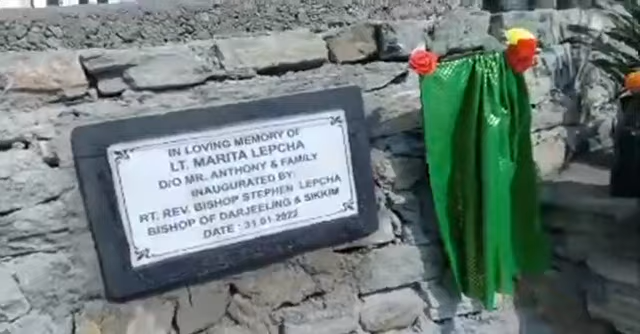 IN LOVING MEMORY OF
LT. MARITA LEPCHA
D/O MR. ANTHONY & FAMILY
INAUGURATED BY:
RT. REV. BISHOP STEPHEN LEPCHA
BISHOP OF DARJEELING & SIKKIM
DATE : 31.01.2022